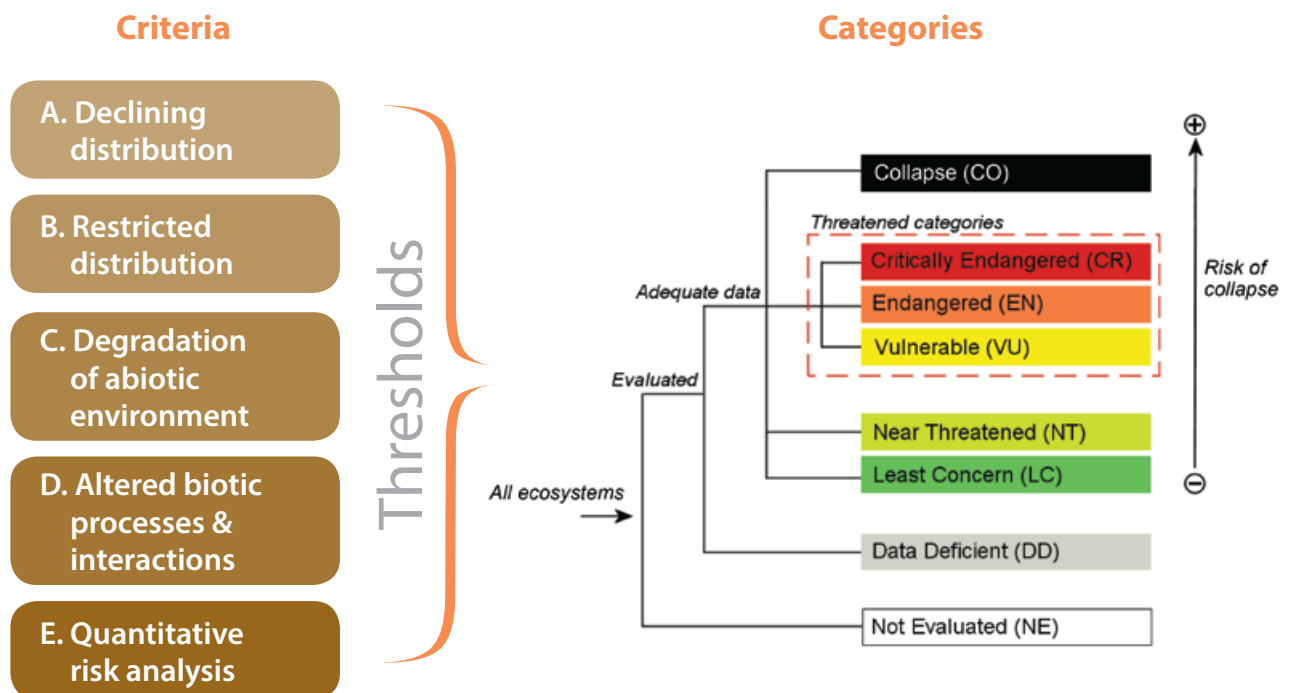 Criteria
Categories
A. Declining
distribution
B. Restricted
distribution
C. Degradation
of abiotic
environment
D. Altered biotic
processes &
interactions
E. Quantitative
risk analysis
Thresholds
All ecosystems
Evaluated
Adequate data
Threatened categories
Collapse (CO)
Critically Endangered (CR)
Endangered (EN)
Vulnerable (VU)
Near Threatened (NT)
Least Concern (LC)
Data Deficient (DD)
Not Evaluated (NE)
+
Risk of
collapse
−